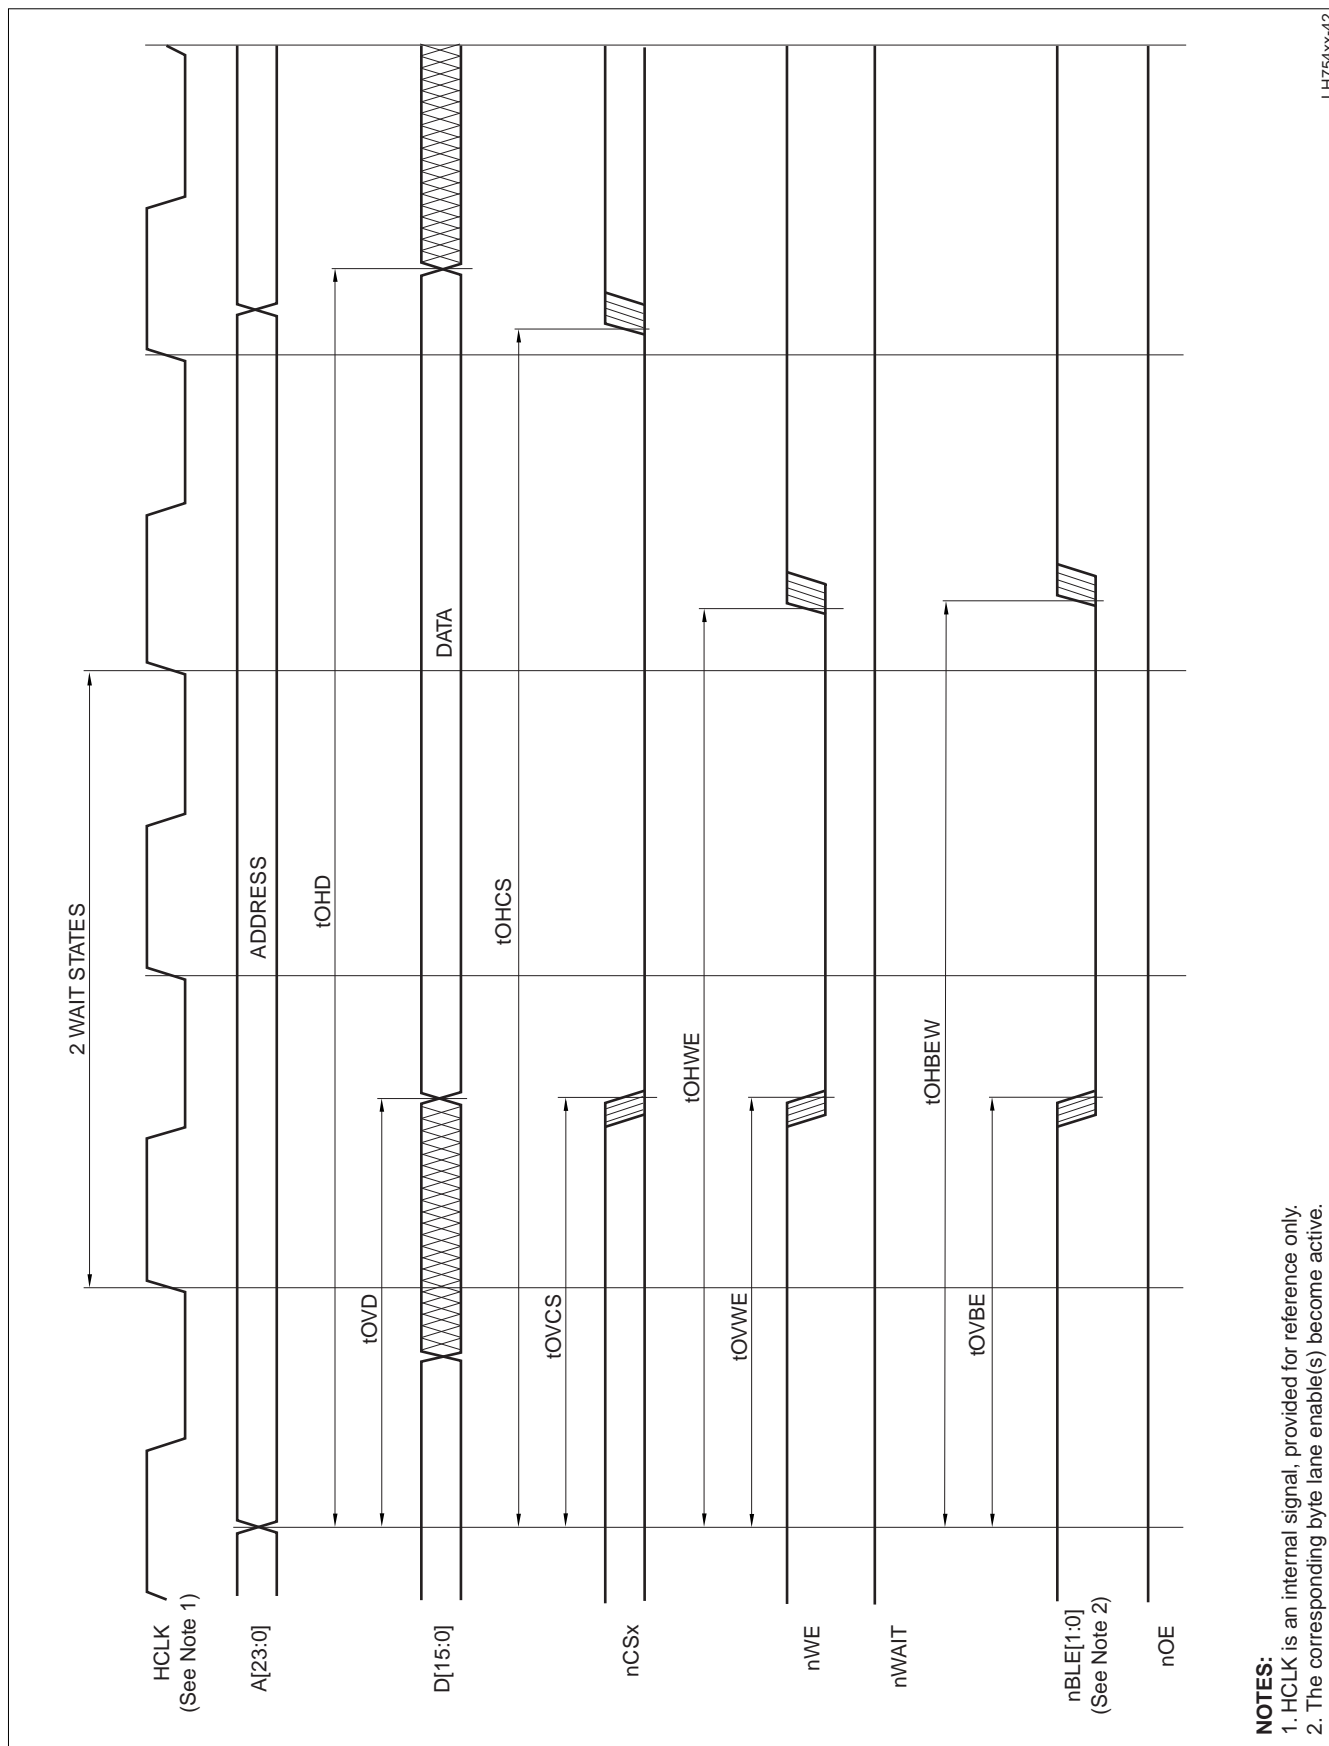 2 WAIT STATES
HCLK
(See Note 1)
A[23:0]
ADDRESS
tOHD
tOVD
D[15:0]
DATA
tOHCS
tOVCS
nCSx
tOHWE
tOVWE
nWE
nWAIT
tOHBEW
tOVBE
nBLE[1:0]
(See Note 2)
nOE
NOTES:
1. HCLK is an internal signal, provided for reference only.
2. The corresponding byte lane enable(s) become active.
LH754xx-42